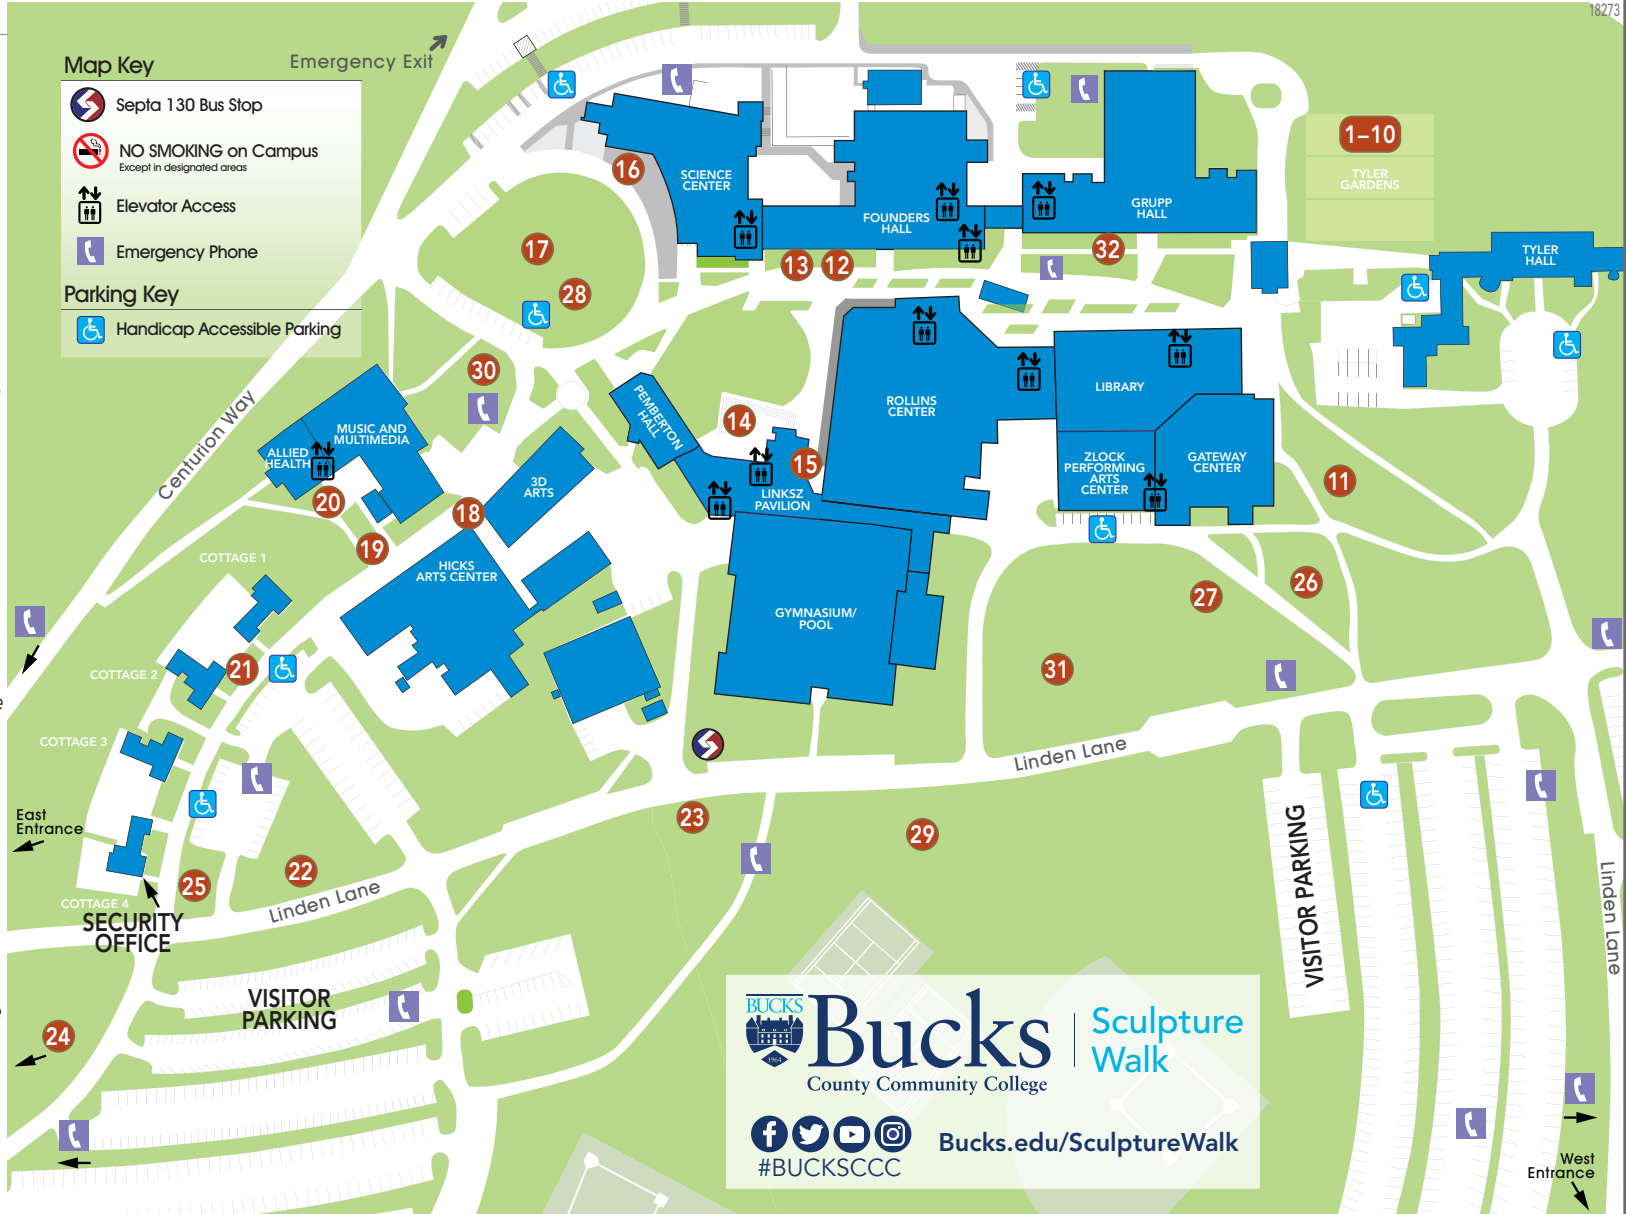 18273
Map Key
Septa 130 Bus Stop
NO SMOKING on Campus
Except in designated areas
Elevator Access
Emergency Phone
Parking Key
Handicap Accessible Parking
Emergency Exit
Centurion Way
16
17
28
30
SCIENCE
CENTER
13
12
FOUNDERS
HALL
GRUPP
HALL
32
1–10
TYLER
GARDENS
TYLER
HALL
MUSIC AND
MULTIMEDIA
ALLIED
HEALTH
20
19
18
3D
ARTS
PEMBERTON
HALL
14
15
LINKSZ
PAVILION
ROLLINS
CENTER
LIBRARY
ZLOCK
PERFORMING
ARTS
CENTER
GATEWAY
CENTER
11
COTTAGE 1
HICKS
ARTS CENTER
GYMNASIUM/
POOL
27
26
31
COTTAGE 2
21
COTTAGE 3
East
Entrance
COTTAGE 4
SECURITY
OFFICE
25
22
Linden Lane
Linden Lane
23
29
VISITOR PARKING
Linden Lane
VISITOR
PARKING
24
BUCKS
1964
Bucks
County Community College
Sculpture
Walk
#BUCKSCCC
Bucks.edu/SculptureWalk
West
Entrance